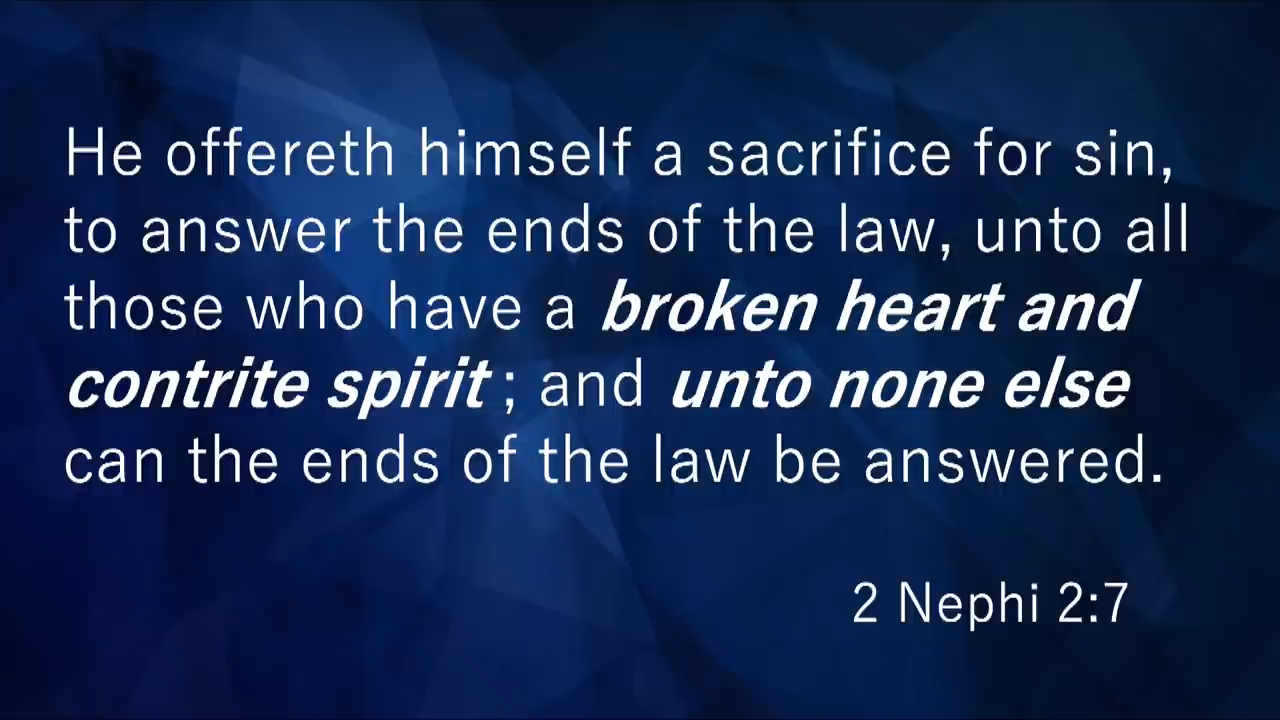 He offereth himself a sacrifice for sin,
to answer the ends of the law, unto all
those who have a broken heart and
contrite spirit ; and unto none else
can the ends of the law be answered.
2 Nephi 2:7